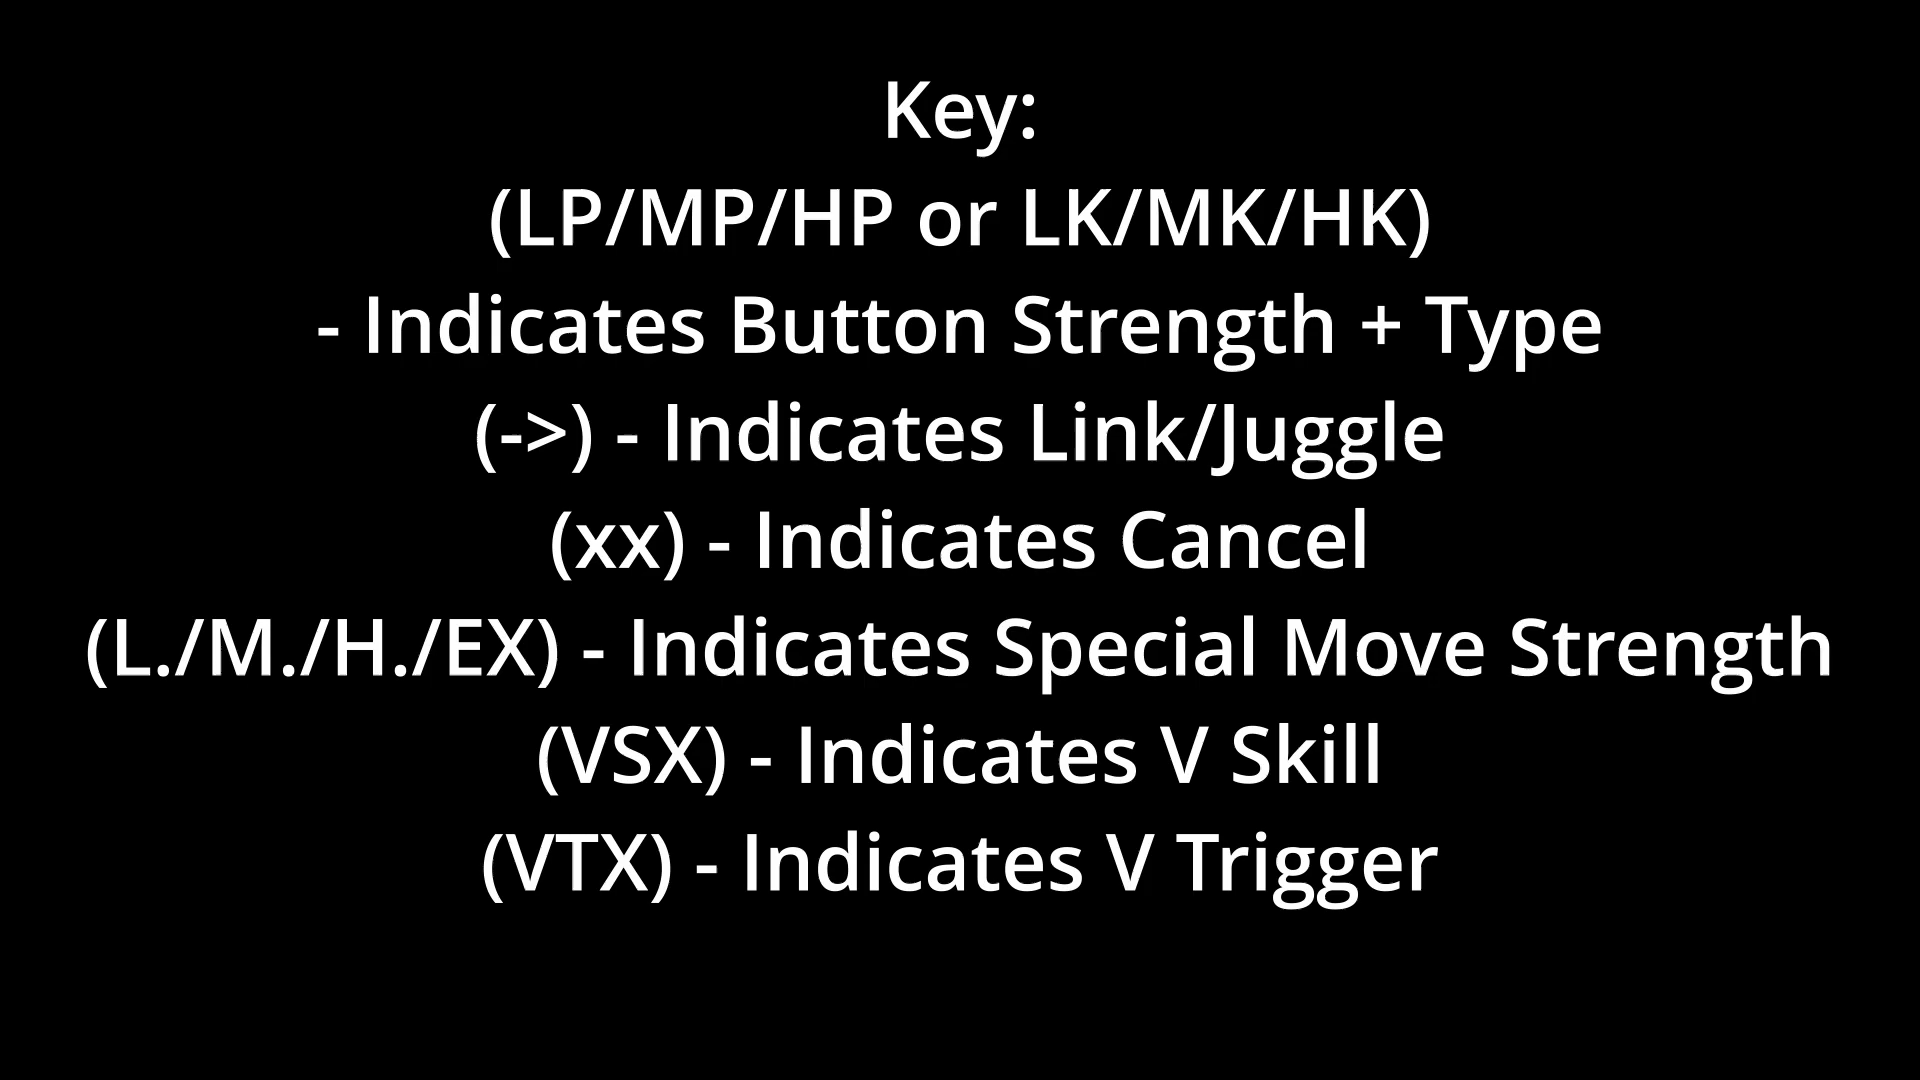 Key:
(LP/MP/HP or LK/MK/HK)
- Indicates Button Strength + Type
(->) - Indicates Link/Juggle
(xx) - Indicates Cancel
(L./M./H./EX) - Indicates Special Move Strength
(VSX) - Indicates V Skill
(VTX) - Indicates V Trigger